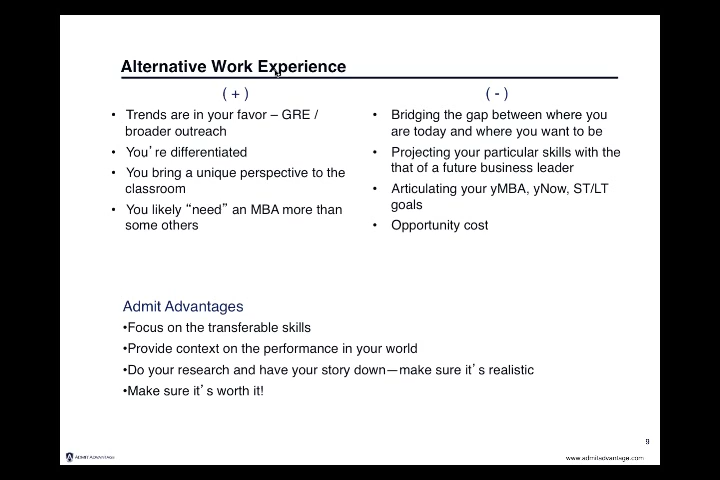 Alternative Work Experience
( + )
• Trends are in your favor – GRE /
broader outreach
• You’re differentiated
• You bring a unique perspective to the
classroom
• You likely “need” an MBA more than
some others
( - )
• Bridging the gap between where you
are today and where you want to be
• Projecting your particular skills with the
that of a future business leader
• Articulating your yMBA, yNow, ST/LT
goals
• Opportunity cost
Admit Advantages
•Focus on the transferable skills
•Provide context on the performance in your world
•Do your research and have your story down—make sure it’s realistic
•Make sure it’s worth it!
9
ADMIT ADVANTAGE
www.admitadvantage.com